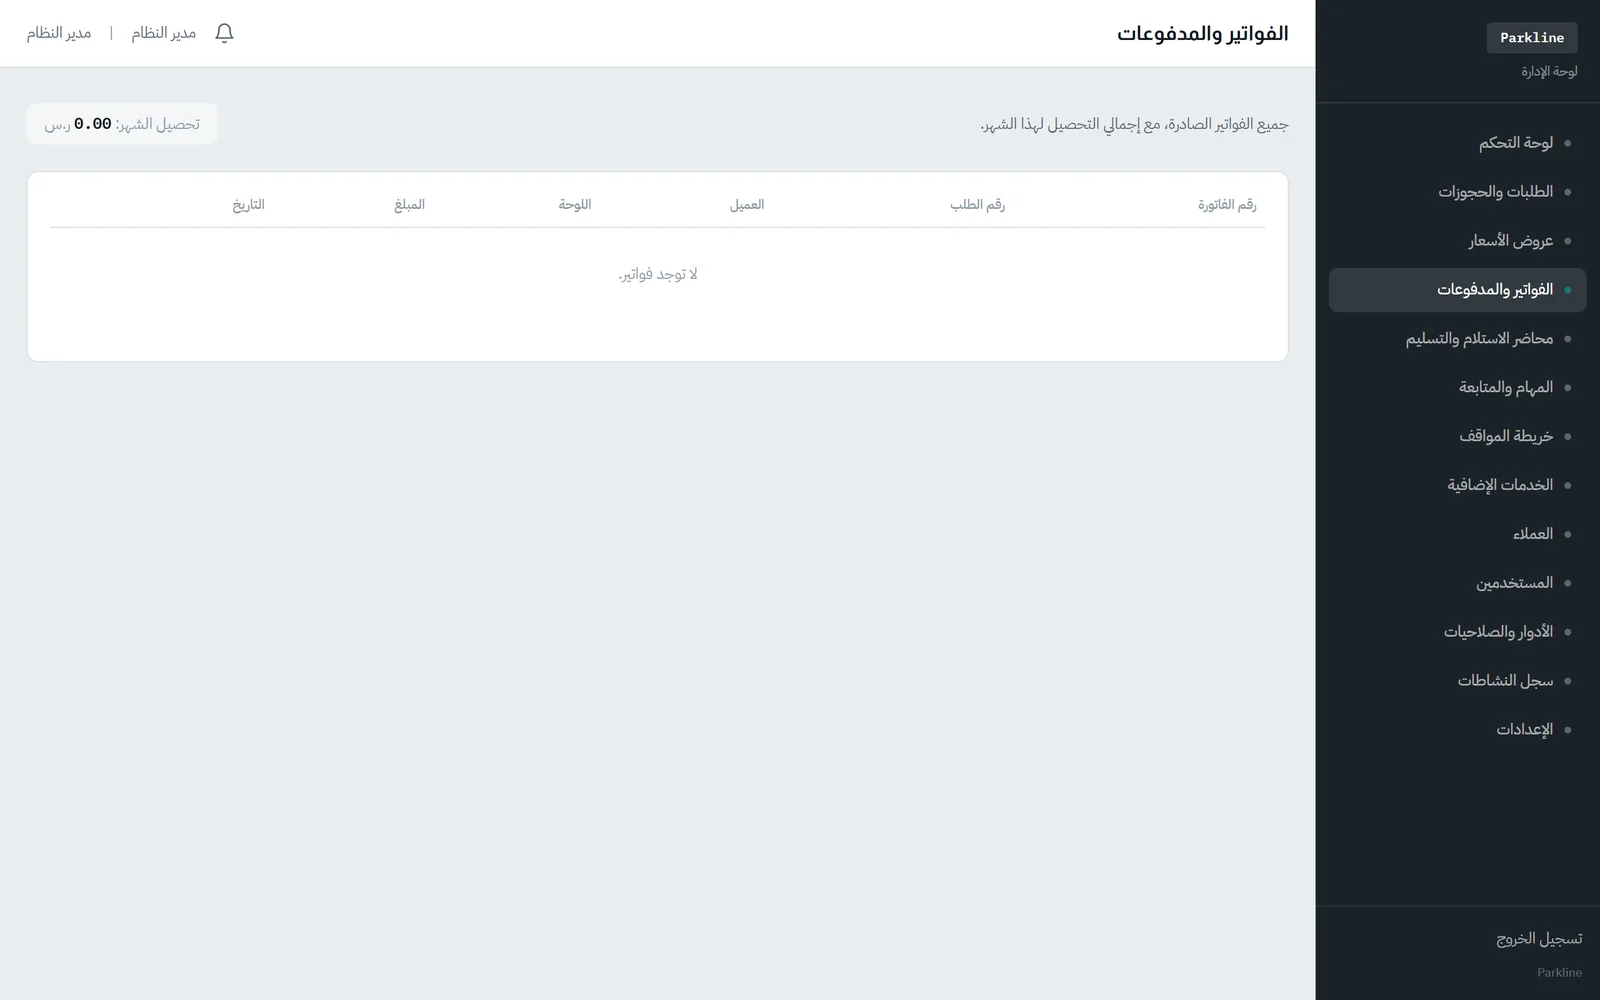 Parkline
لوحة الإدارة
لوحة التحكم
الطلبات والحجوزات
عروض الأسعار
الفواتير والمدفوعات
محاضر الاستلام والتسليم
المهام والمتابعة
خريطة المواقف
الخدمات الإضافية
العملاء
المستخدمين
الأدوار والصلاحيات
سجل النشاطات
الإعدادات
تسجيل الخروج
Parkline
الفواتير والمدفوعات
مدير النظام | مدير النظام
جميع الفواتير الصادرة، مع إجمالي التحصيل لهذا الشهر.
تحصيل الشهر: 0.00 ر.س
رقم الفاتورة رقم الطلب العميل اللوحة المبلغ التاريخ
لا توجد فواتير.